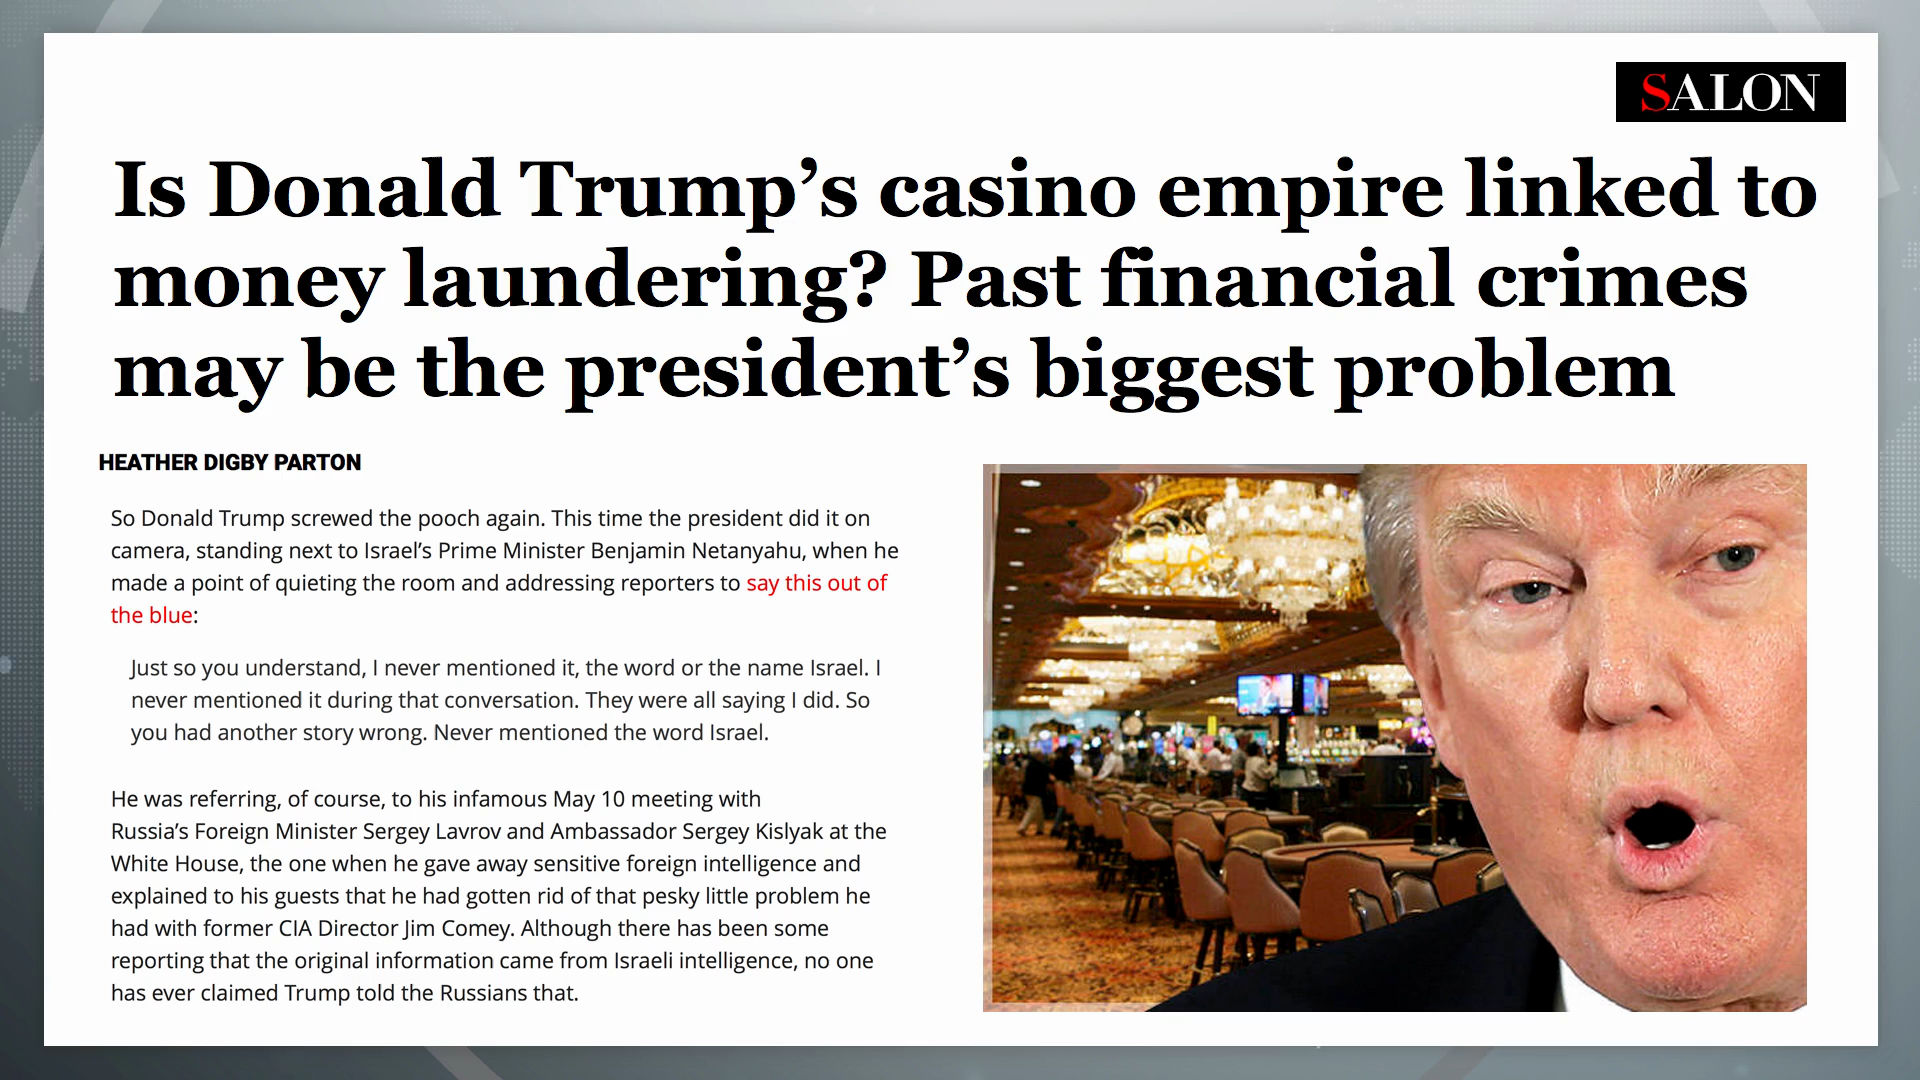 SALON
Is Donald Trump’s casino empire linked to
money laundering? Past financial crimes
may be the president’s biggest problem
HEATHER DIGBY PARTON
So Donald Trump screwed the pooch again. This time the president did it on
camera, standing next to Israel’s Prime Minister Benjamin Netanyahu, when he
made a point of quieting the room and addressing reporters to say this out of
the blue:
Just so you understand, I never mentioned it, the word or the name Israel. I
never mentioned it during that conversation. They were all saying I did. So
you had another story wrong. Never mentioned the word Israel.
He was referring, of course, to his infamous May 10 meeting with
Russia’s Foreign Minister Sergey Lavrov and Ambassador Sergey Kislyak at the
White House, the one when he gave away sensitive foreign intelligence and
explained to his guests that he had gotten rid of that pesky little problem he
had with former CIA Director Jim Comey. Although there has been some
reporting that the original information came from Israeli intelligence, no one
has ever claimed Trump told the Russians that.